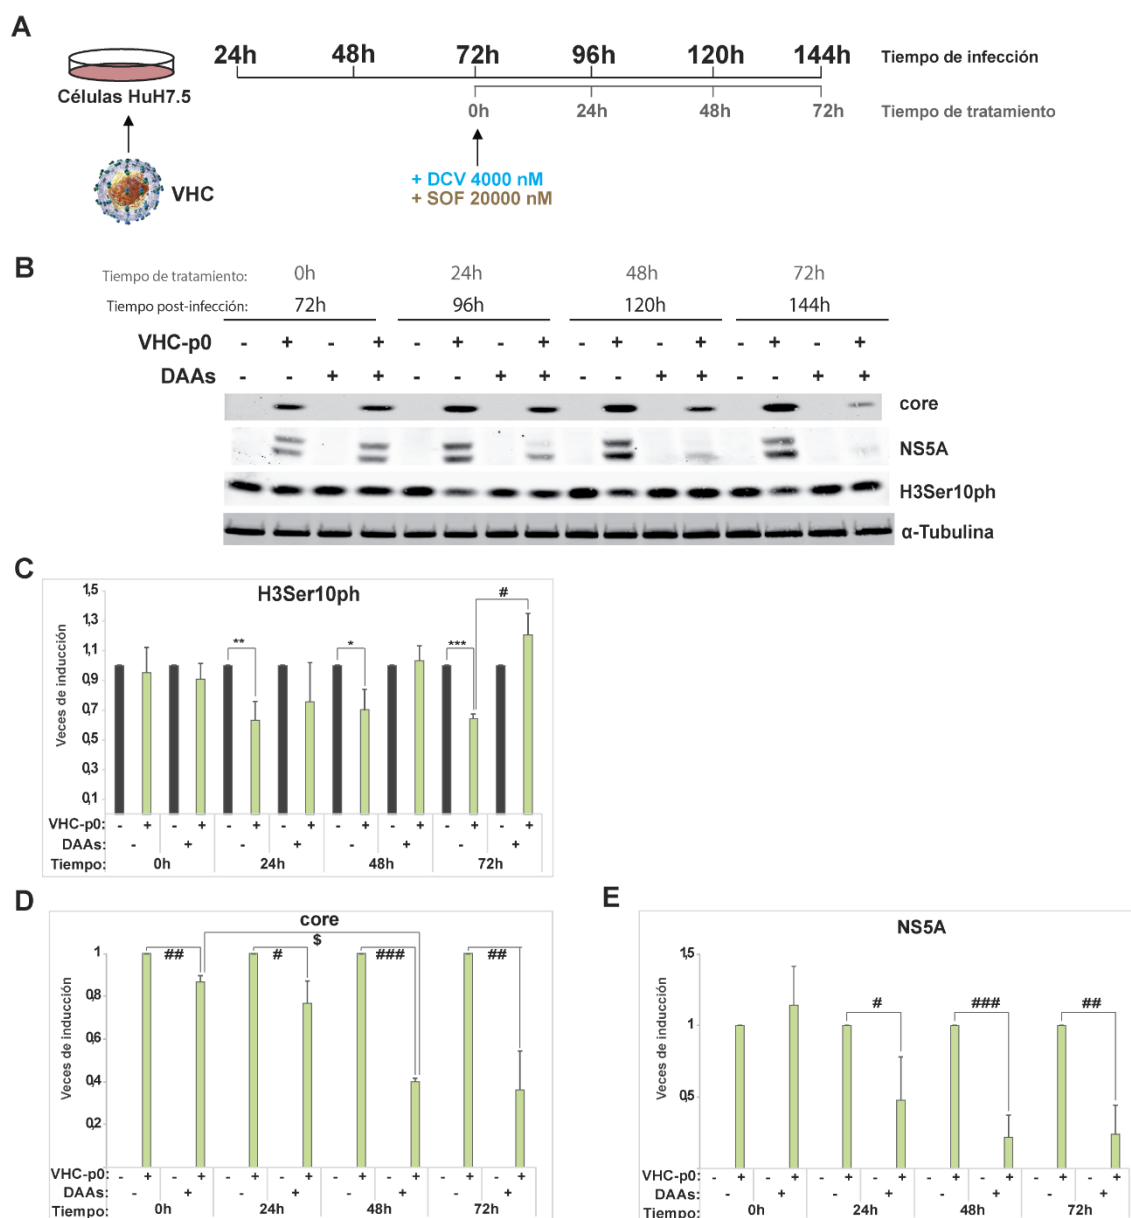 A
24h 48h 72h 96h 120h 144h Tiempo de infección
Células HuH7.5
0h 24h 48h 72h Tiempo de tratamiento
VHC
+ DCV 4000 nM
+ SOF 20000 nM
B
Tiempo de tratamiento: 0h 24h 48h 72h
Tiempo post-infección: 72h 96h 120h 144h
VHC-p0 - + - + - + - + - + - + - + - +
DAAs - - + + - - + + - - + + - - + +
core
NS5A
H3Ser10ph
α-Tubulina
C
H3Ser10ph
Veces de inducción
1,5
1,3
1,1
0,9
0,7
0,5
0,3
0,1
** * *** #
VHC-p0: - + - + - + - + - + - + - + - +
DAAs: - + - + - + - +
Tiempo: 0h 24h 48h 72h
D
core
Veces de inducción
1
0,8
0,6
0,4
0,2
$
## # ### ##
VHC-p0: - + - + - + - + - + - + - + - +
DAAs: - + - + - + - +
Tiempo: 0h 24h 48h 72h
E
NS5A
Veces de inducción
1,5
1
0,5
# ### ##
VHC-p0: - + - + - + - + - + - + - + - +
DAAs: - + - + - + - +
Tiempo: 0h 24h 48h 72h